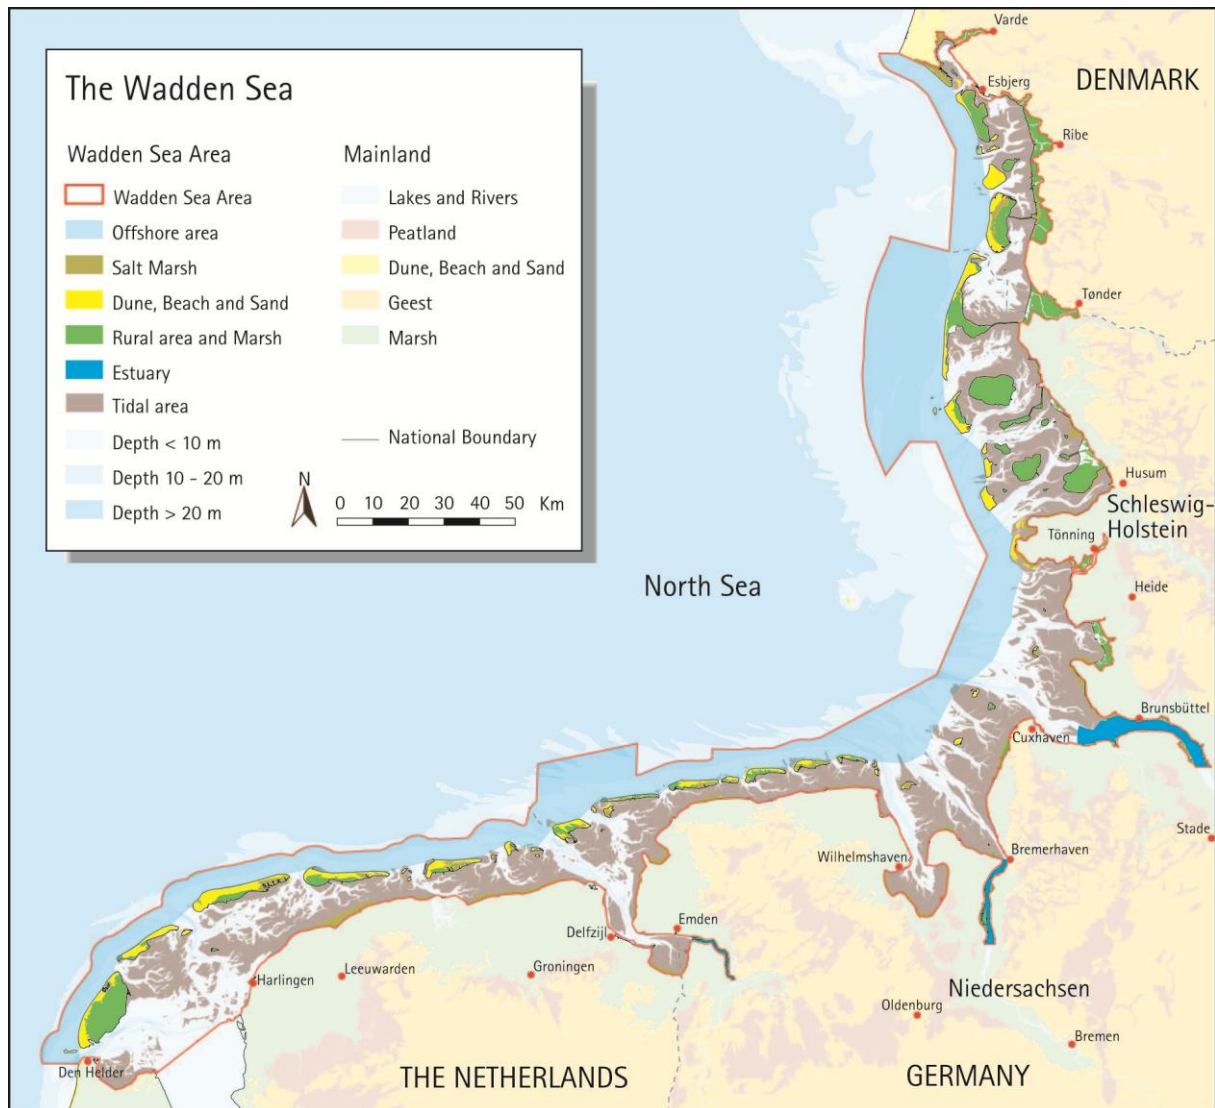 The Wadden Sea
Wadden Sea Area
Wadden Sea Area
Offshore area
Salt Marsh
Dune, Beach and Sand
Rural area and Marsh
Estuary
Tidal area
Depth < 10 m
Depth 10 - 20 m
Depth > 20 m
Mainland
Lakes and Rivers
Peatland
Dune, Beach and Sand
Geest
Marsh
National Boundary
N
0 10 20 30 40 50 Km
Varde
Esbjerg
DENMARK
Ribe
Tønder
Husum
Schleswig-
Holstein
Tönning
Heide
North Sea
Brunsbüttel
Cuxhaven
Stade
Wilhelmshaven
Bremerhaven
Emden
Delfzijl
Groningen
Leeuwarden
Harlingen
Niedersachsen
Oldenburg
Bremen
Den Helder
THE NETHERLANDS
GERMANY